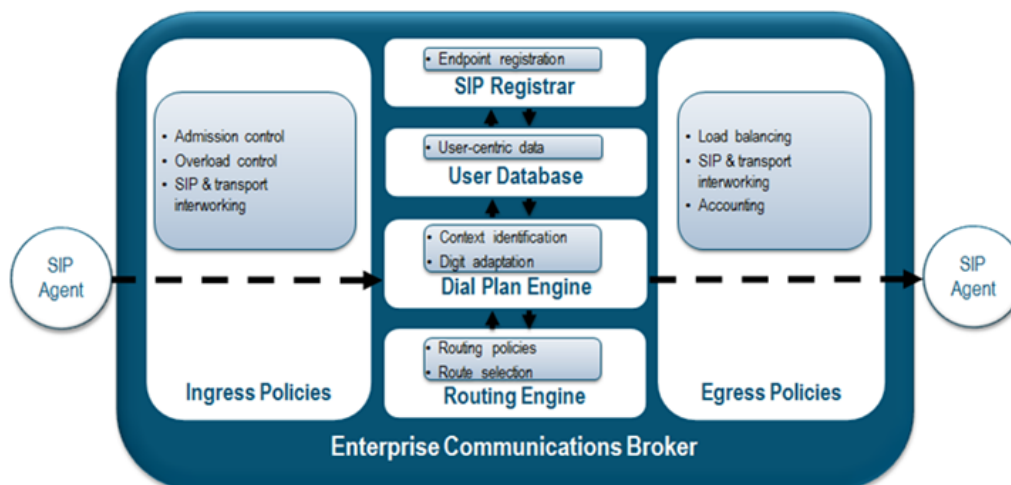 SIP
Agent
• Admission control
• Overload control
• SIP & transport
interworking
Ingress Policies
• Endpoint registration
SIP Registrar
• User-centric data
User Database
• Context identification
• Digit adaptation
Dial Plan Engine
• Routing policies
• Route selection
Routing Engine
• Load balancing
• SIP & transport
interworking
• Accounting
Egress Policies
SIP
Agent
Enterprise Communications Broker